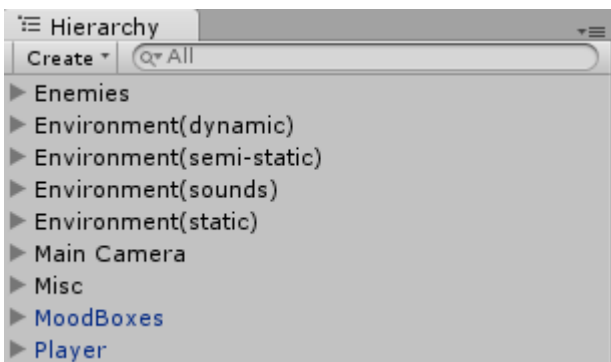 Hierarchy
Create All
Enemies
Environment(dynamic)
Environment(semi-static)
Environment(sounds)
Environment(static)
Main Camera
Misc
MoodBoxes
Player